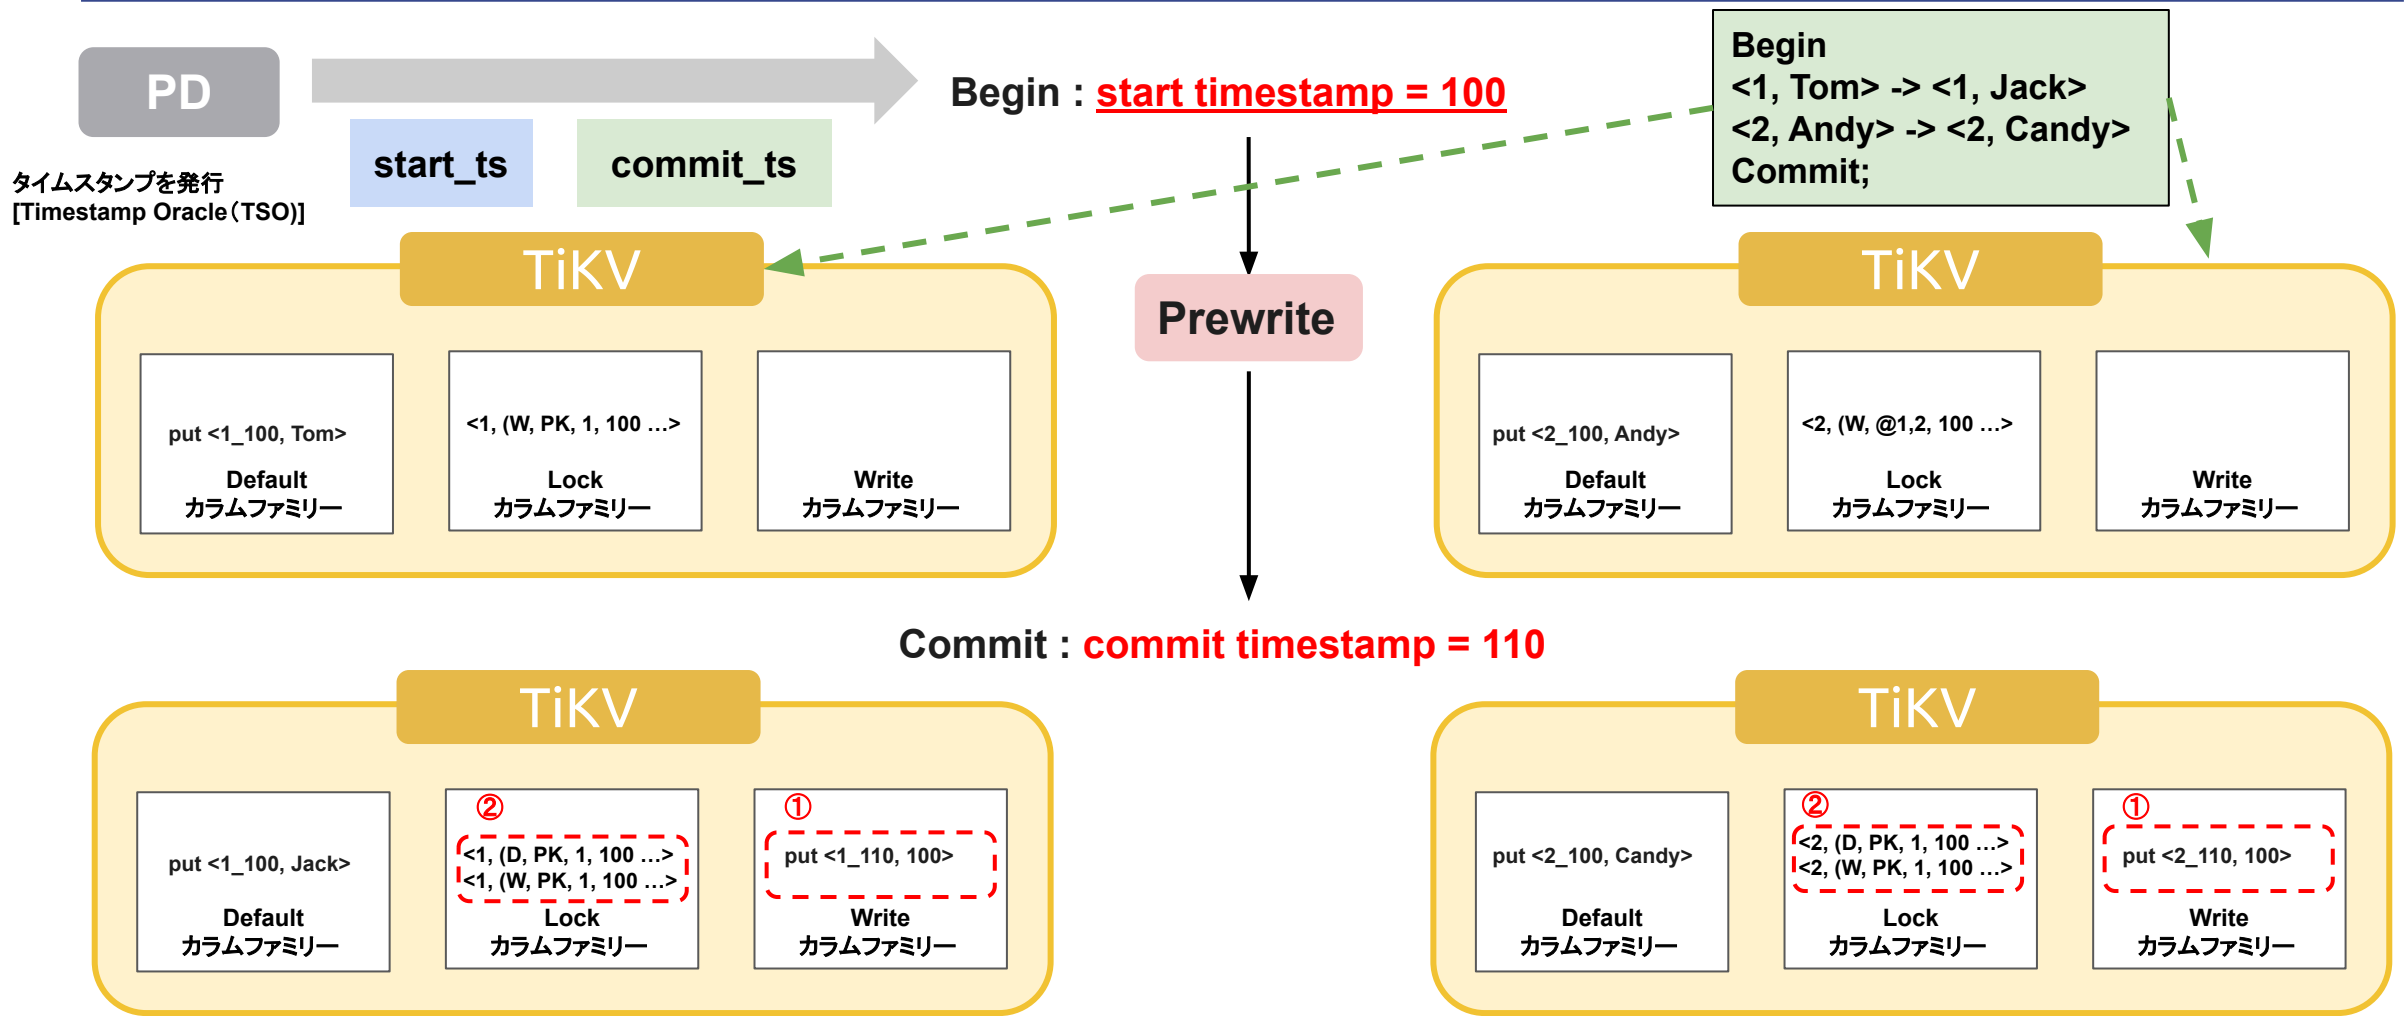 PD
start_ts
commit_ts
タイムスタンプを発行
[Timestamp Oracle(TSO)]
Begin : start timestamp = 100
Begin
<1, Tom> -> <1, Jack>
<2, Andy> -> <2, Candy>
Commit;
TiKV
put <1_100, Tom>
Default
カラムファミリー
<1, (W, PK, 1, 100 …>
Lock
カラムファミリー
Write
カラムファミリー
Prewrite
TiKV
put <2_100, Andy>
Default
カラムファミリー
<2, (W, @1,2, 100 …>
Lock
カラムファミリー
Write
カラムファミリー
Commit : commit timestamp = 110
TiKV
put <1_100, Jack>
Default
カラムファミリー
②
<1, (D, PK, 1, 100 …>
<1, (W, PK, 1, 100 …>
Lock
カラムファミリー
①
put <1_110, 100>
Write
カラムファミリー
TiKV
put <2_100, Candy>
Default
カラムファミリー
②
<2, (D, PK, 1, 100 …>
<2, (W, PK, 1, 100 …>
Lock
カラムファミリー
①
put <2_110, 100>
Write
カラムファミリー